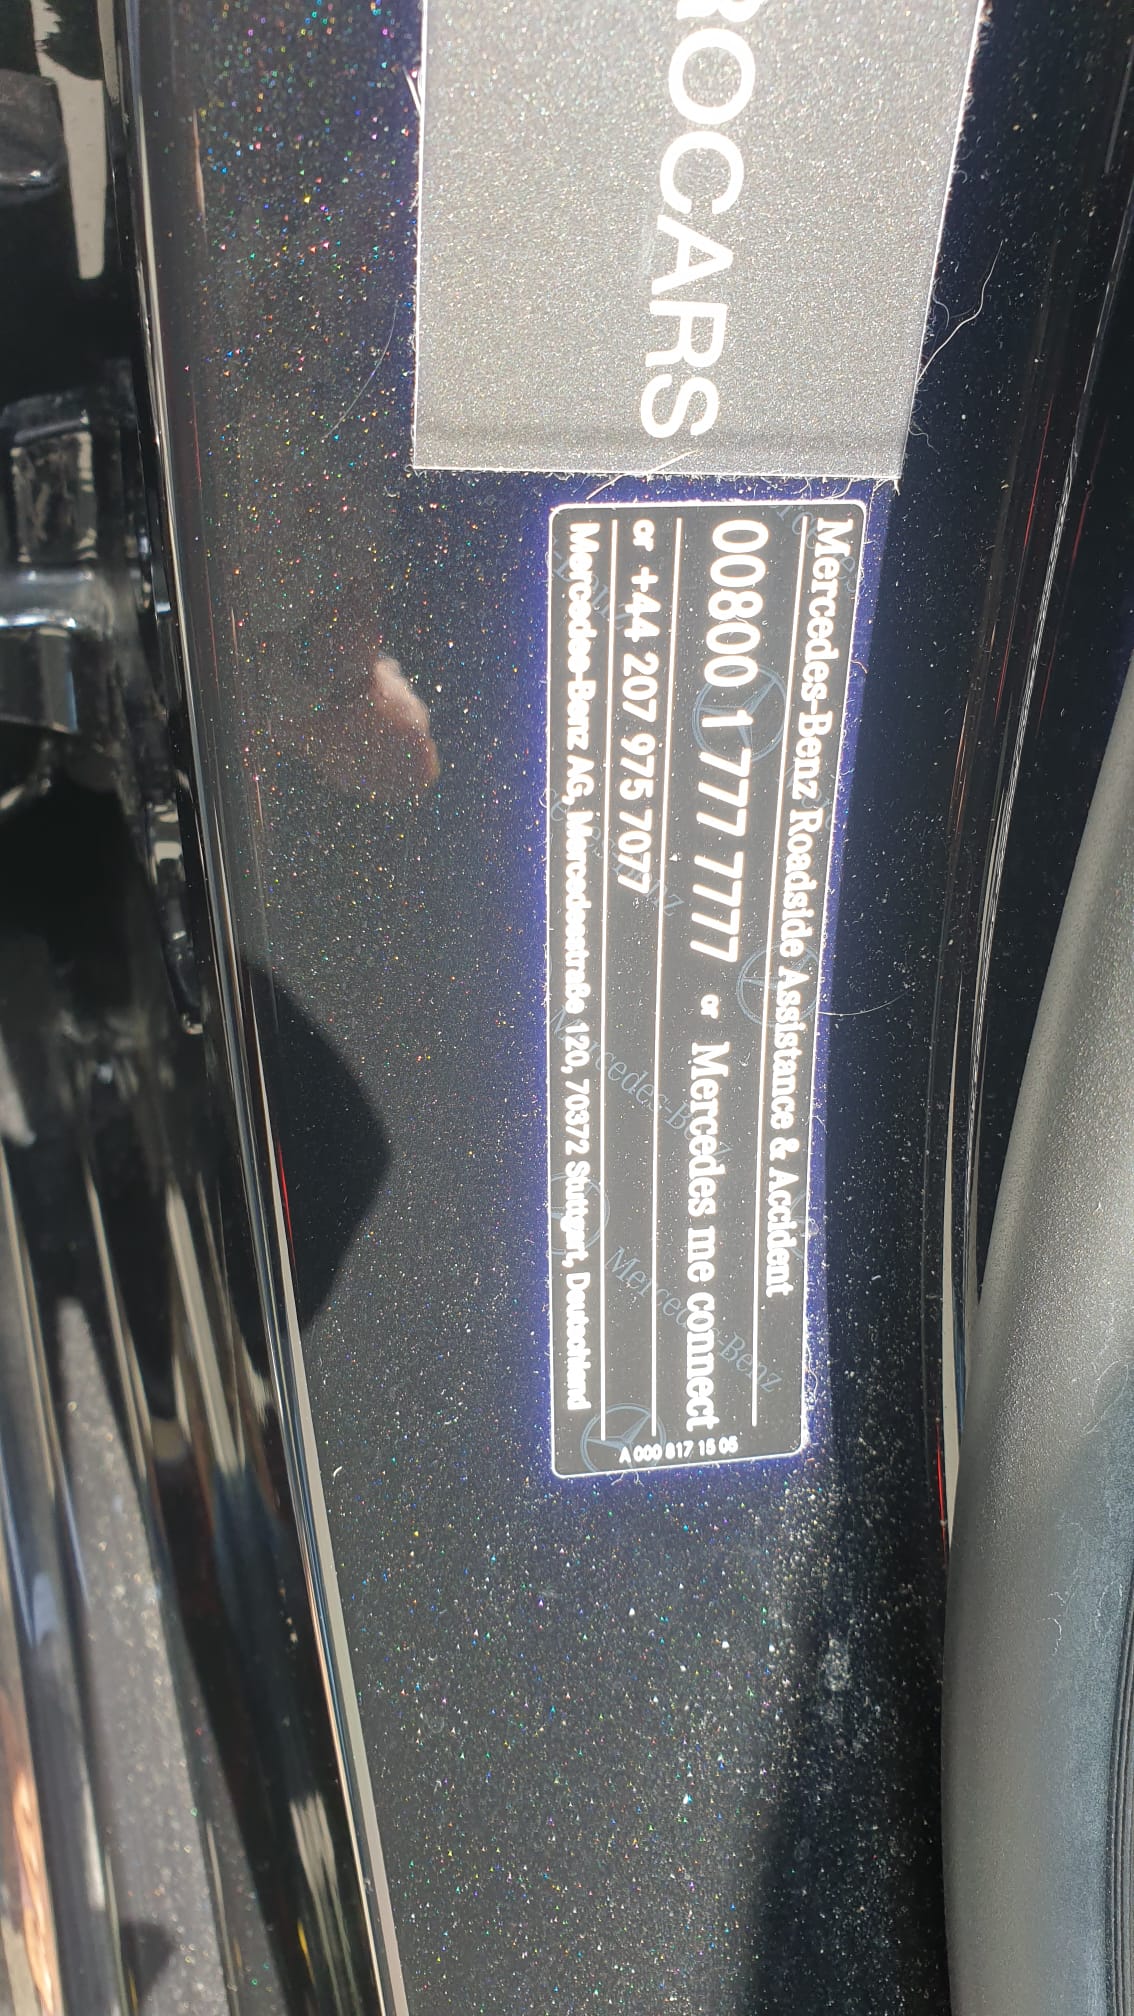 ROCARS
Mercedes-Benz Roadside Assistance & Accident
00800 1 777 7777 or Mercedes me connect
or +44 207 975 7077
Mercedes-Benz AG, Mercedesstraße 120, 70372 Stuttgart, Deutschland
A 000 817 15 05